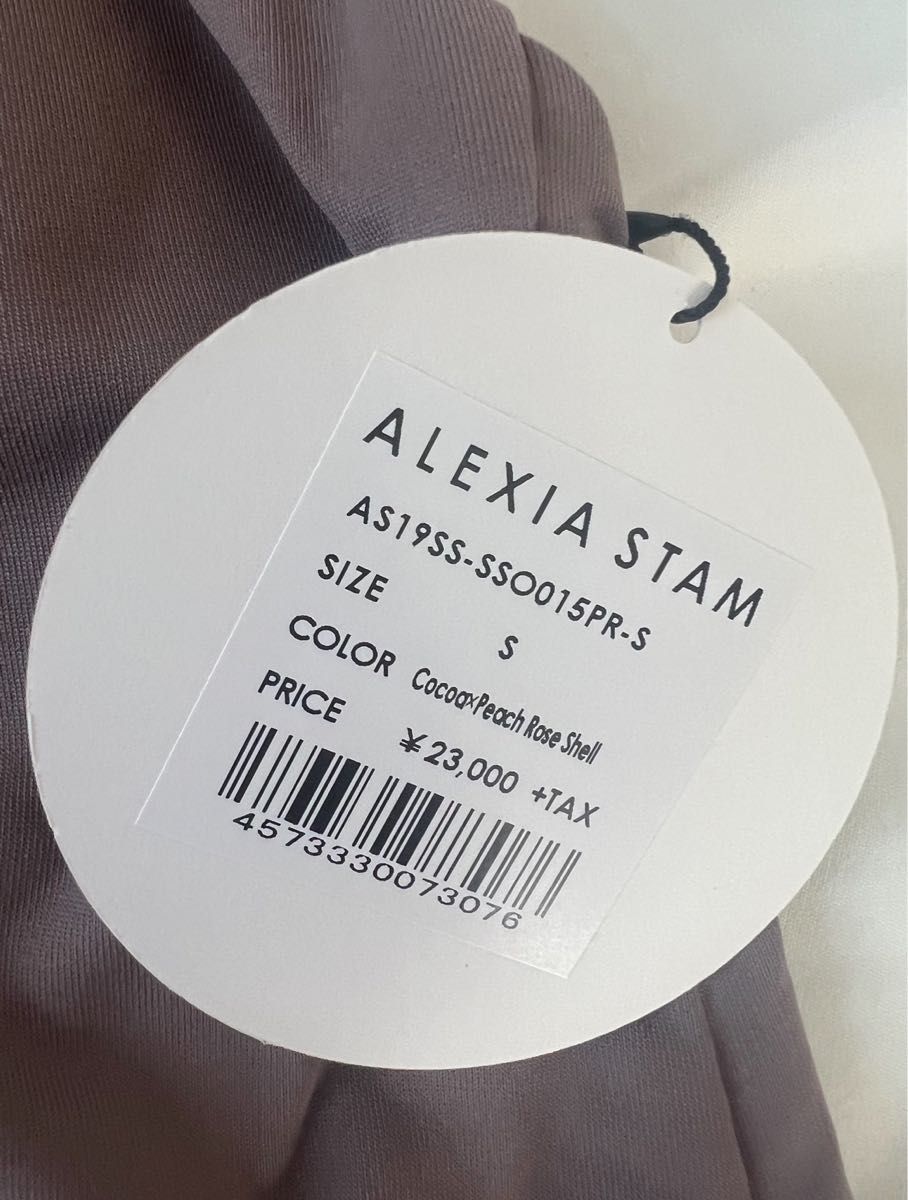 ALEXIA STAM
AS19SS-SSO015PR-S
SIZE S
COLOR Cocoa×Peach Rose Shell
PRICE ¥23,000 +TAX
4573330073076